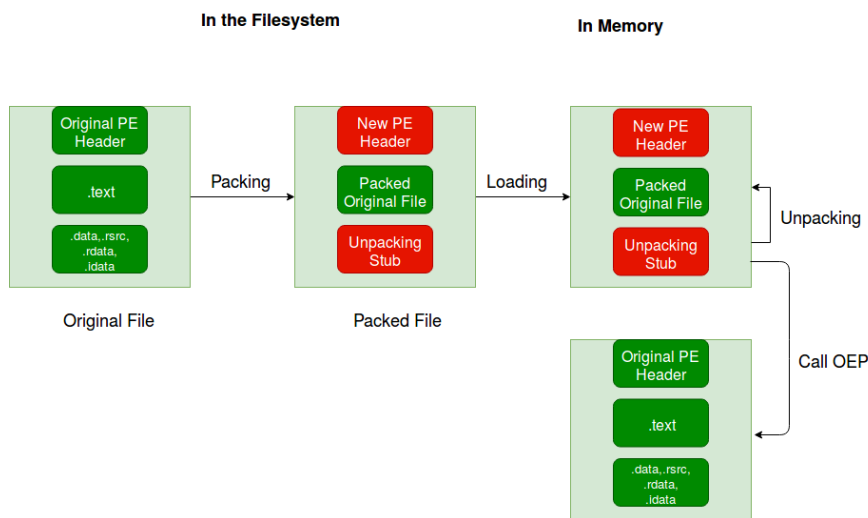 In the Filesystem
In Memory
Original PE
Header
.text
.data,.rsrc,
.rdata,
.idata
Original File
Packing
New PE
Header
Packed
Original File
Unpacking
Stub
Packed File
Loading
New PE
Header
Packed
Original File
Unpacking
Stub
Unpacking
Call OEP
Original PE
Header
.text
.data,.rsrc,
.rdata,
.idata